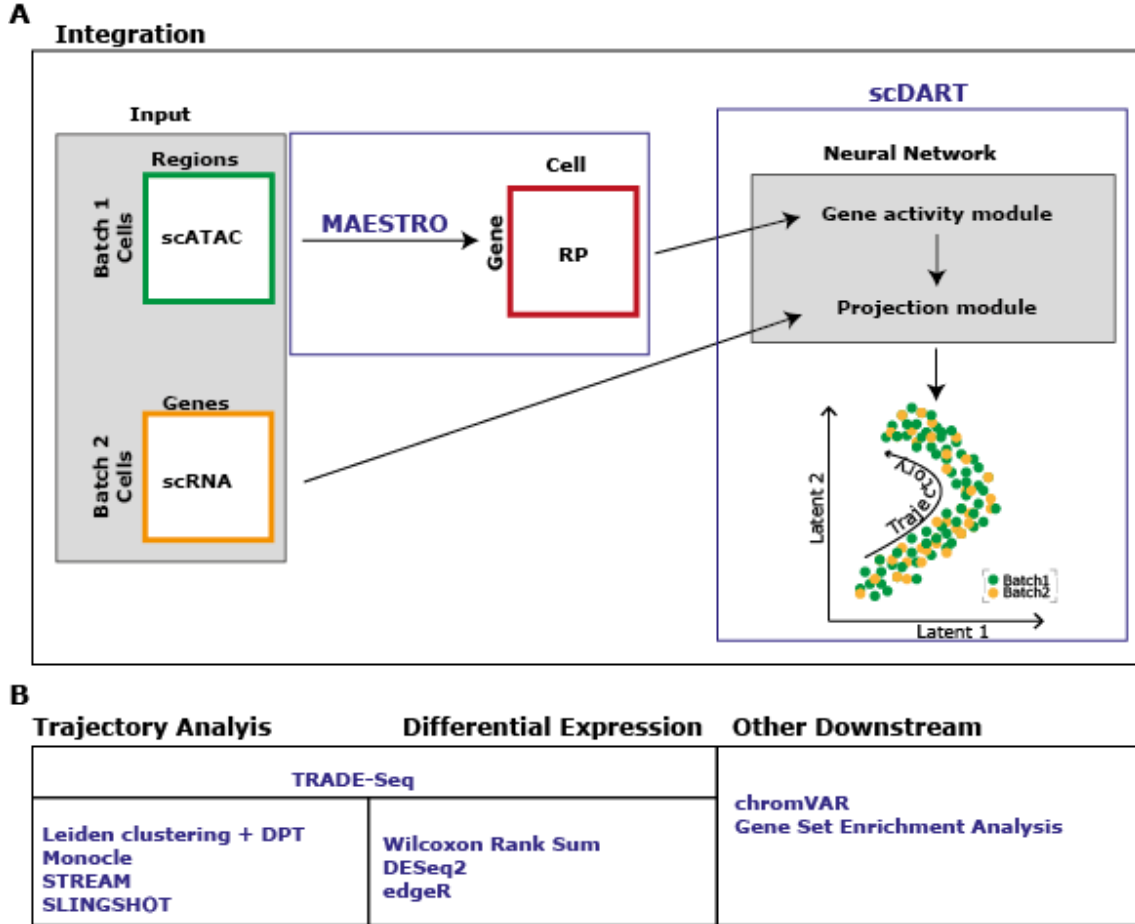 A
Integration
scDART
Input
Neural Network
Regions
Cell
Batch 1
Cells
scATAC
MAESTRO
Gene
RP
Gene activity module
Projection module
Genes
Batch 2
Cells
scRNA
Latent 2
Trajectory
Batch1
Batch2
Latent 1
B
Trajectory Analyis
Differential Expression
Other Downstream
TRADE-Seq
Leiden clustering + DPT
Monocle
STREAM
SLINGSHOT
Wilcoxon Rank Sum
DESeq2
edgeR
chromVAR
Gene Set Enrichment Analysis